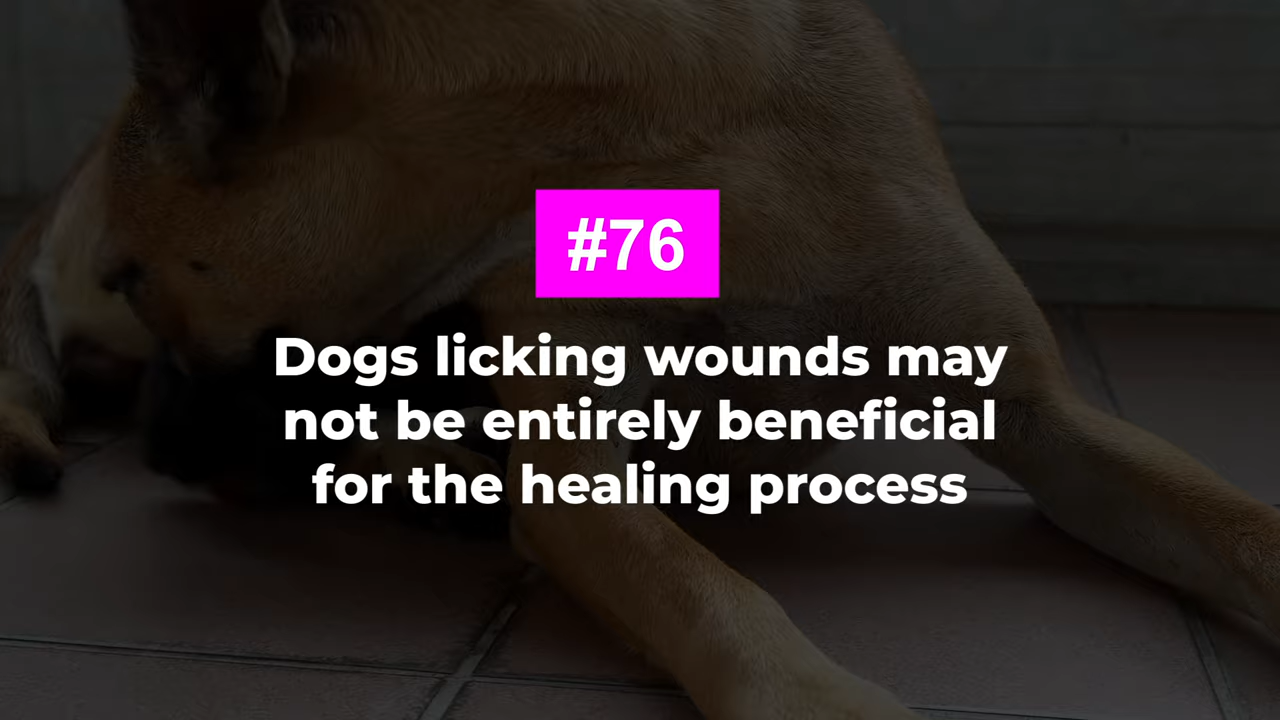 #76
Dogs licking wounds may
not be entirely beneficial
for the healing process